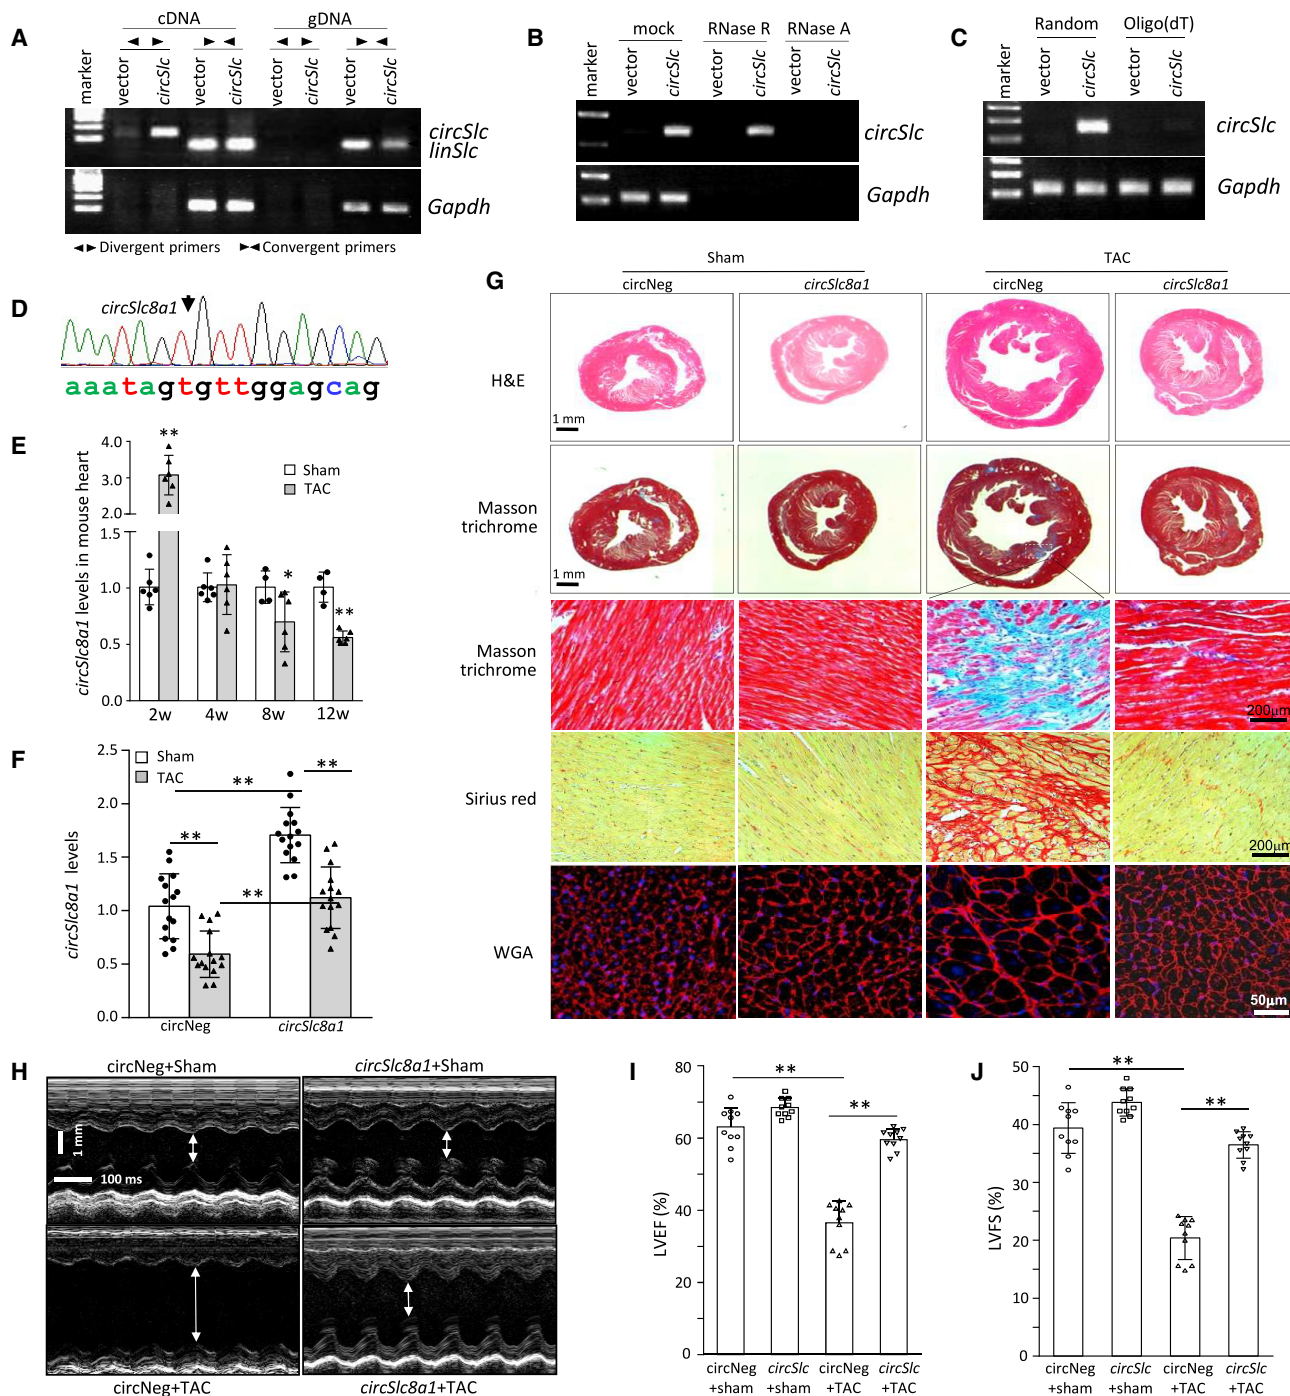 A
cDNA gDNA
marker
vector
circSlc
vector
circSlc
vector
circSlc
vector
circSlc
circSlc
linSlc
Gapdh
Divergent primers Convergent primers
B
mock RNase R RNase A
marker
vector
circSlc
vector
circSlc
vector
circSlc
circSlc
Gapdh
C
Random Oligo(dT)
marker
vector
circSlc
vector
circSlc
circSlc
Gapdh
D
circSlc8a1
aaatagtgttggagcag
E
circSlc8a1 levels in mouse heart
4.0
3.0
2.0
1.5
1.0
0.5
0.0
**
*
**
Sham
TAC
2w 4w 8w 12w
F
circSlc8a1 levels
2.5
2.0
1.5
1.0
0.5
0.0
Sham
TAC
**
**
**
**
circNeg circSlc8a1
G
Sham TAC
circNeg circSlc8a1 circNeg circSlc8a1
H&E
1 mm
Masson
trichrome
1 mm
Masson
trichrome
200μm
Sirius red
200μm
WGA
50μm
H
circNeg+Sham circSlc8a1+Sham
1 mm
100 ms
circNeg+TAC circSlc8a1+TAC
I
LVEF (%)
80
60
40
20
0
**
**
circNeg circSlc circNeg circSlc
+sham +sham +TAC +TAC
J
LVFS (%)
50
40
30
20
10
0
**
**
circNeg circSlc circNeg circSlc
+sham +sham +TAC +TAC